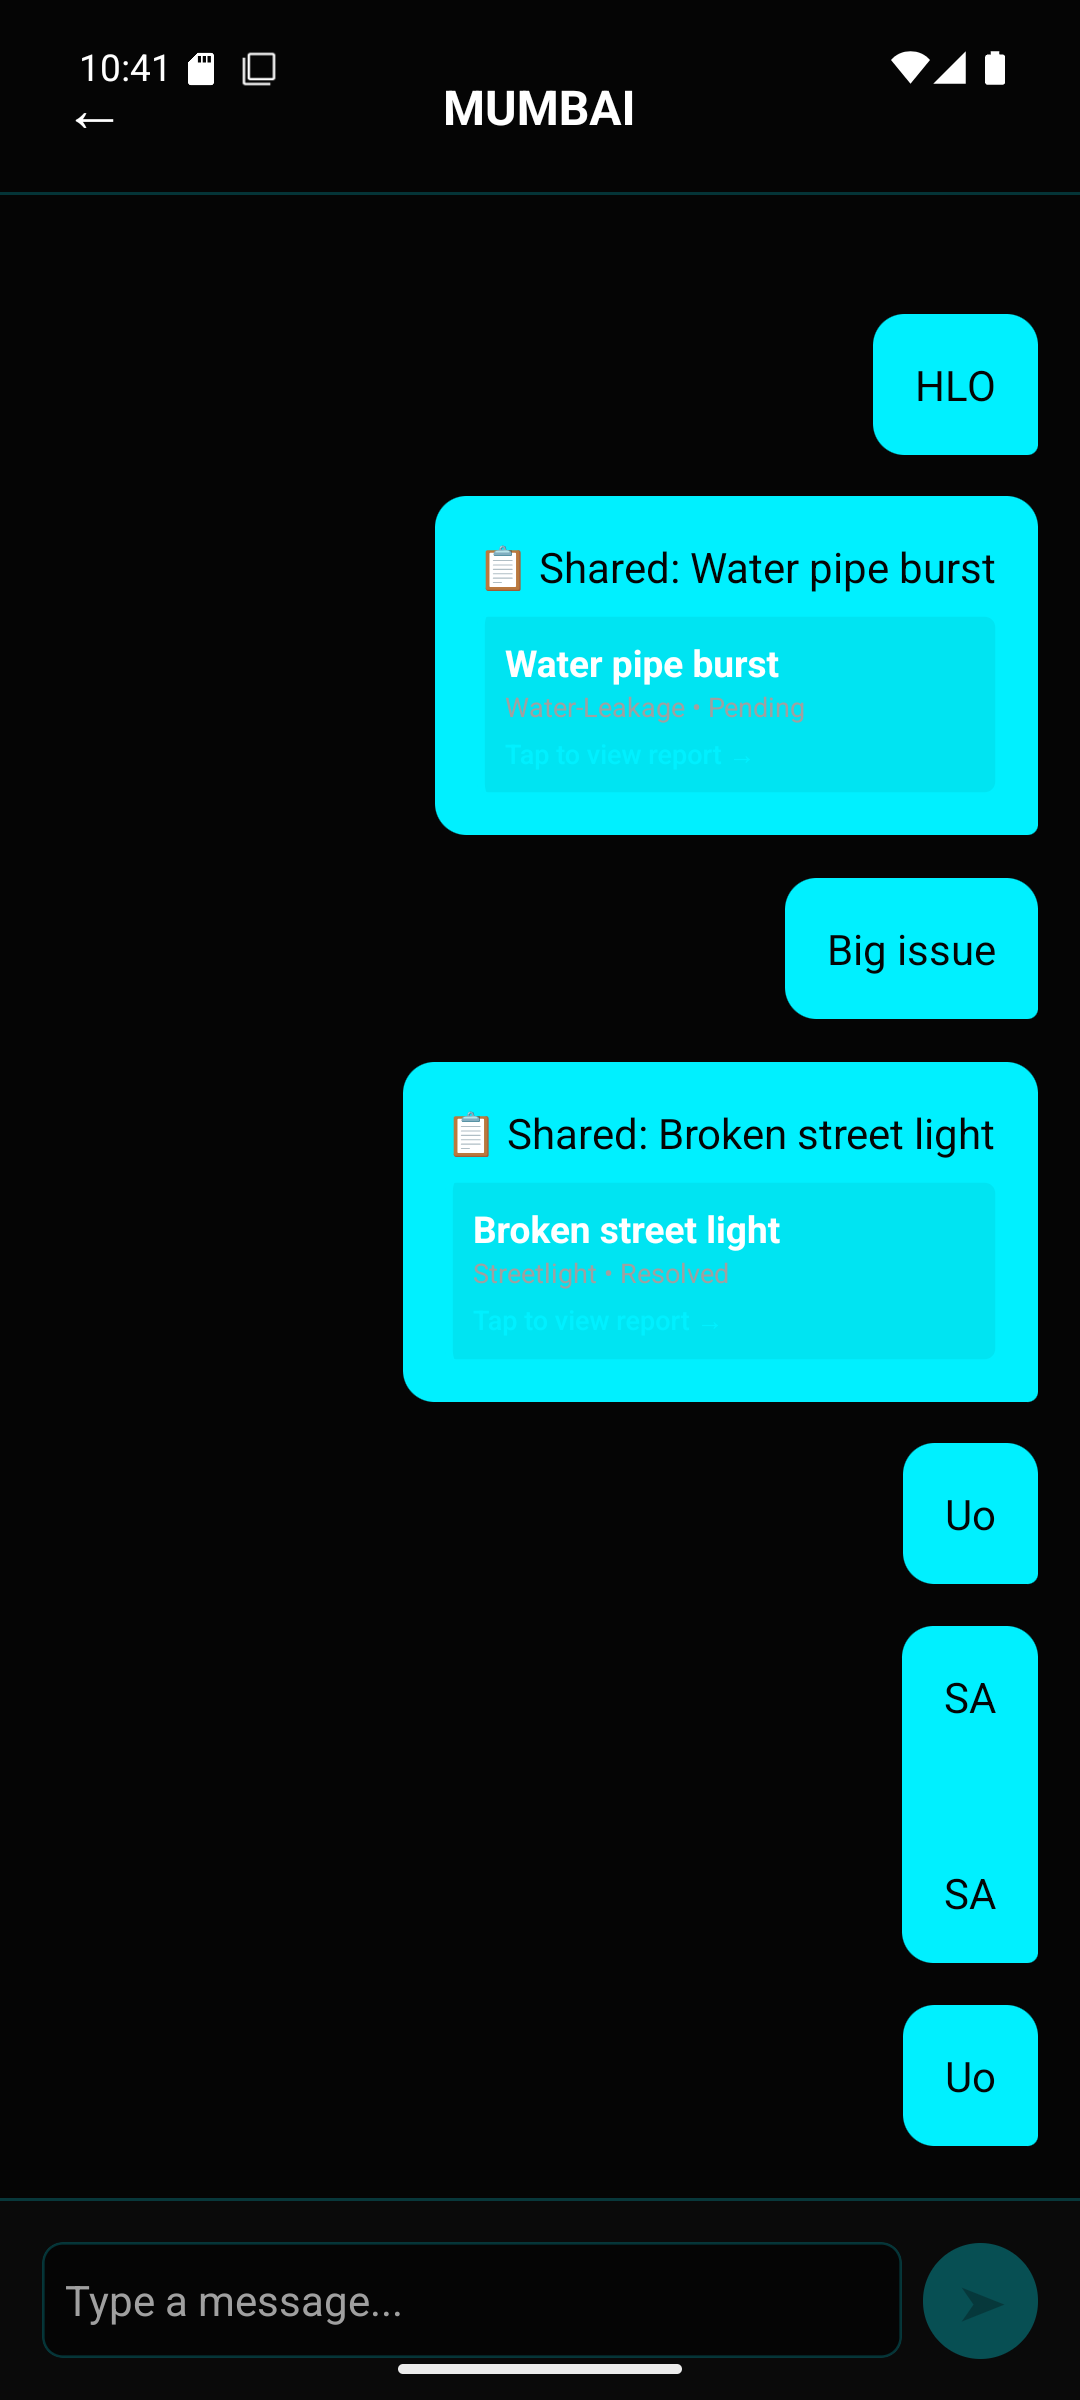 10:41
← MUMBAI
HLO
📋 Shared: Water pipe burst
Water pipe burst
Water-Leakage • Pending
Tap to view report →
Big issue
📋 Shared: Broken street light
Broken street light
Streetlight • Resolved
Tap to view report →
Uo
SA
SA
Uo
Type a message...